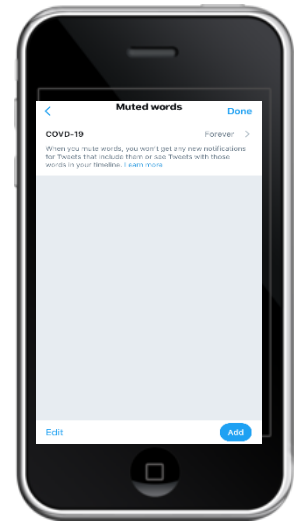 Muted words
Done
COVD-19
Forever
When you mute words, you won't get any new notifications
for Tweets that include them or see Tweets with those
words in your timeline. Learn more
Edit
Add